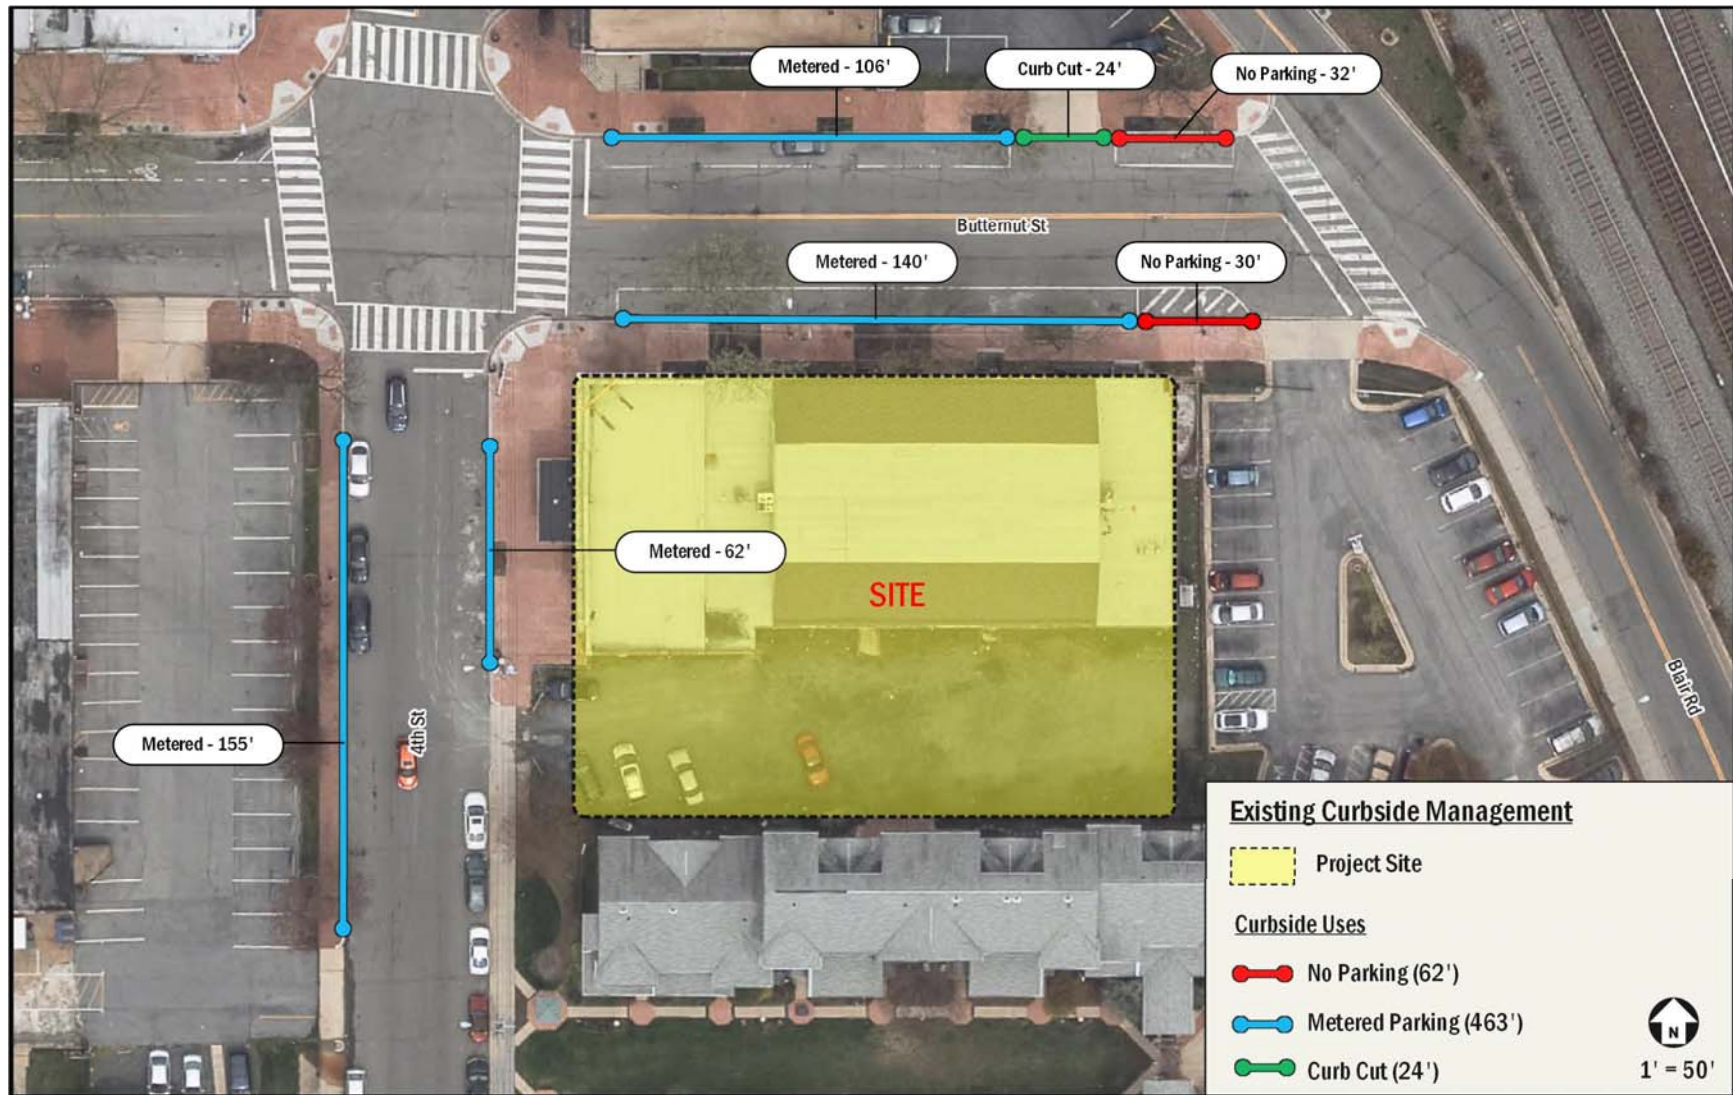 Metered - 106'
Curb Cut - 24'
No Parking - 32'
Butternut St
Metered - 140'
No Parking - 30'
Metered - 62'
SITE
Metered - 155'
4th St
Blair Rd
Existing Curbside Management
Project Site
Curbside Uses
No Parking (62')
Metered Parking (463')
Curb Cut (24')
N
1' = 50'